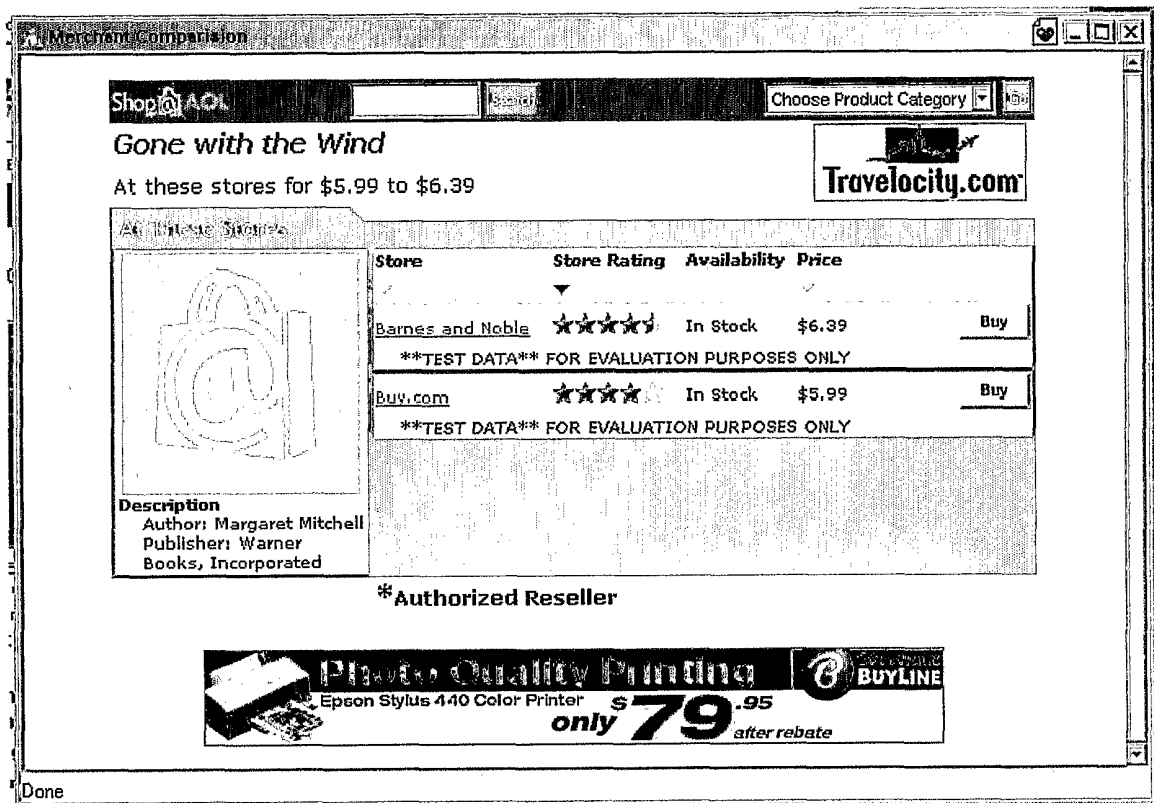 Merchant Comparision
Shop@AOL Search Choose Product Category Go
Gone with the Wind
Travelocity.com
At these stores for $5.99 to $6.39
At These Stores
Store Store Rating Availability Price
Barnes and Noble In Stock $6.39 Buy
**TEST DATA** FOR EVALUATION PURPOSES ONLY
Buy.com In Stock $5.99 Buy
**TEST DATA** FOR EVALUATION PURPOSES ONLY
Description
Author: Margaret Mitchell
Publisher: Warner
Books, Incorporated
*Authorized Reseller
Photo Quality Printing
BUYLINE
Epson Stylus 440 Color Printer
only $79.95
after rebate
Done